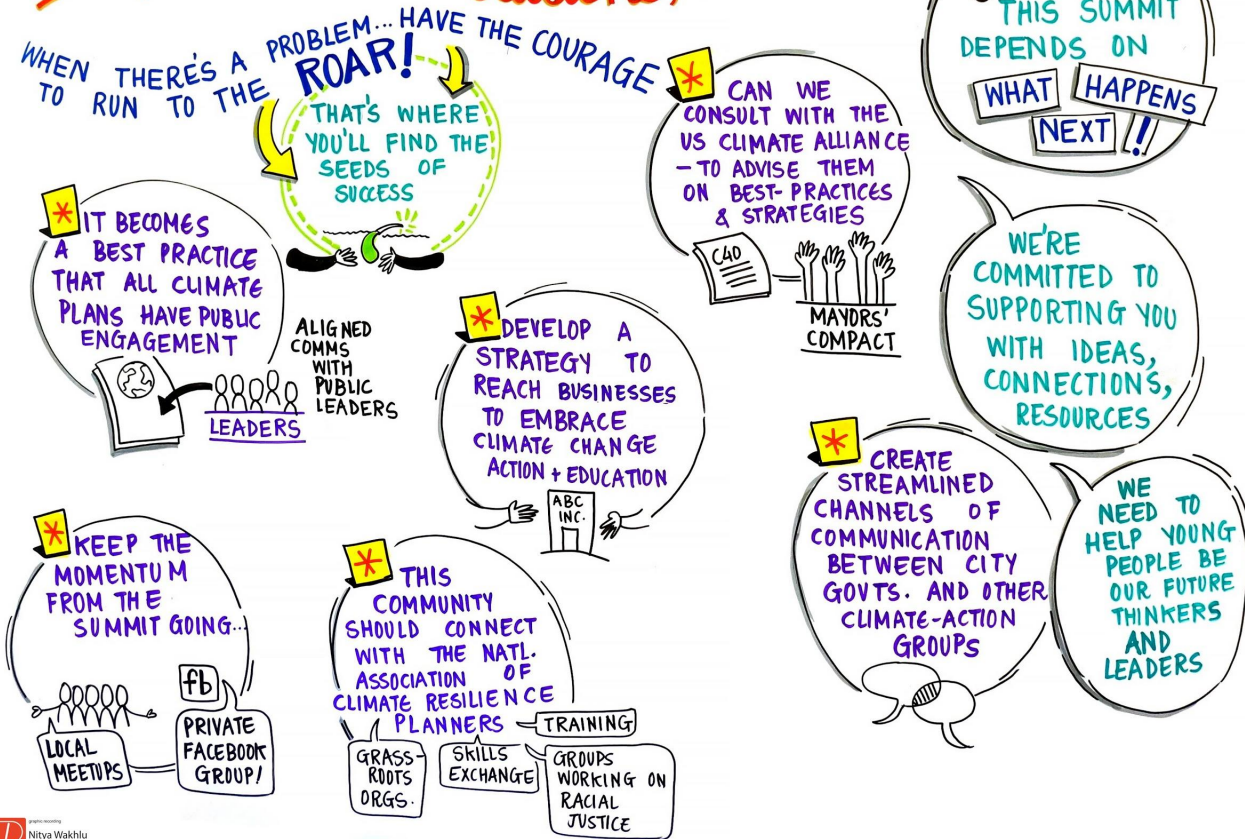 WHEN THERE'S A PROBLEM... HAVE THE COURAGE
TO RUN TO THE ROAR!
THAT'S WHERE
YOU'LL FIND THE
SEEDS OF
SUCCESS
IT BECOMES
A BEST PRACTICE
THAT ALL CLIMATE
PLANS HAVE PUBLIC
ENGAGEMENT
LEADERS
ALIGNED
COMMS
WITH
PUBLIC
LEADERS
DEVELOP A
STRATEGY TO
REACH BUSINESSES
TO EMBRACE
CLIMATE CHANGE
ACTION + EDUCATION
ABC
INC.
CAN WE
CONSULT WITH THE
US CLIMATE ALLIANCE
- TO ADVISE THEM
ON BEST-PRACTICES
& STRATEGIES
C40
MAYORS'
COMPACT
THIS SUMMIT
DEPENDS ON
WHAT HAPPENS
NEXT !!
WE'RE
COMMITTED TO
SUPPORTING YOU
WITH IDEAS,
CONNECTIONS,
RESOURCES
KEEP THE
MOMENTUM
FROM THE
SUMMIT GOING...
LOCAL
MEETUPS
fb
PRIVATE
FACEBOOK
GROUP!
THIS
COMMUNITY
SHOULD CONNECT
WITH THE NATL.
ASSOCIATION OF
CLIMATE RESILIENCE
PLANNERS
GRASS-
ROOTS
ORGS.
SKILLS
EXCHANGE
TRAINING
GROUPS
WORKING ON
RACIAL
JUSTICE
CREATE
STREAMLINED
CHANNELS OF
COMMUNICATION
BETWEEN CITY
GOVTS. AND OTHER
CLIMATE-ACTION
GROUPS
WE
NEED TO
HELP YOUNG
PEOPLE BE
OUR FUTURE
THINKERS
AND
LEADERS
graphic recording
Nitya Wakhlu